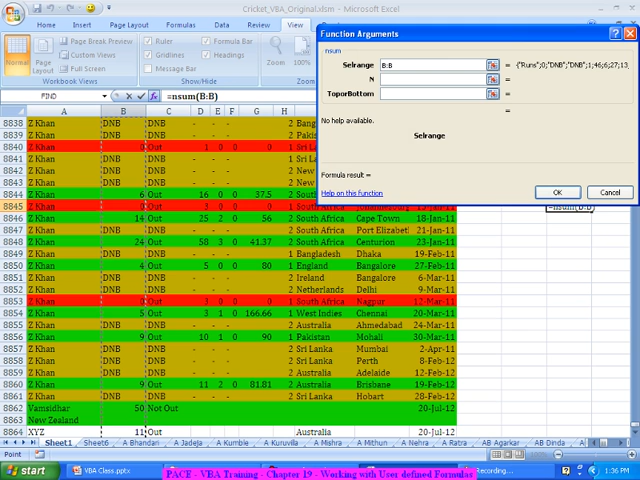 Cricket_VBA_Original.xlsm - Microsoft Excel
Home Insert Page Layout Formulas Data Review View
Normal
Page Layout
Page Break Preview
Custom Views
Full Screen
Workbook Views
Ruler
Gridlines
Message Bar
Formula Bar
Headings
Show/Hide
Zoom 100%
Function Arguments
nsum
Selrange B:B = {"Runs";0;"DNB";"DNB";1;46;6;27;13
N =
TopорBottom =
=
No help available.
Selrange
Formula result =
Help on this function
OK Cancel
FIND =nsum(B:B)
A B C D E F G H
8838 Z Khan DNB DNB - - - 2
8839 Z Khan DNB DNB - - - 2
8840 Z Khan 0 Out 1 0 0 0 1 Sri La
8841 Z Khan DNB DNB - - - 2 Sri La
8842 Z Khan DNB DNB - - - 2 New
8843 Z Khan DNB DNB - - - 2 New
8844 Z Khan 6 Out 16 0 0 37.5 2 South
8845 Z Khan 0 Out 3 0 0 0 1 South Africa Johannesburg 15-Jan-11 =nsum(B:B)
8846 Z Khan 14 Out 25 2 0 56 2 South Africa Cape Town 18-Jan-11
8847 Z Khan DNB DNB - - - 2 South Africa Port Elizabeth 21-Jan-11
8848 Z Khan 24 Out 58 3 0 41.37 2 South Africa Centurion 23-Jan-11
8849 Z Khan DNB DNB - - - 1 Bangladesh Dhaka 19-Feb-11
8850 Z Khan 4 Out 5 0 0 80 1 England Bangalore 27-Feb-11
8851 Z Khan DNB DNB - - - 2 Ireland Bangalore 6-Mar-11
8852 Z Khan DNB DNB - - - 2 Netherlands Delhi 9-Mar-11
8853 Z Khan 0 Out 3 0 0 0 1 South Africa Nagpur 12-Mar-11
8854 Z Khan 5 Out 3 1 0 166.66 1 West Indies Chennai 20-Mar-11
8855 Z Khan DNB DNB - - - 2 Australia Ahmedabad 24-Mar-11
8856 Z Khan 9 Out 10 1 0 90 1 Pakistan Mohali 30-Mar-11
8857 Z Khan DNB DNB - - - 2 Sri Lanka Mumbai 2-Apr-11
8858 Z Khan DNB DNB - - - 2 Sri Lanka Perth 8-Feb-12
8859 Z Khan DNB DNB - - - 2 Australia Adelaide 12-Feb-12
8860 Z Khan 9 Out 11 2 0 81.81 2 Australia Brisbane 19-Feb-12
8861 Z Khan DNB DNB - - - 2 Sri Lanka Hobart 28-Feb-12
8862 Vamsidhar 50 Not Out 20-Jul-12
8863 New Zealand
8864 XYZ 11 Out Australia 20-Jul-12
Sheet1 Sheet6 A Bhandari A Jadeja A Kumble A Kuruvilla A Mishra A Mithun A Nehra A Ratra AB Agarkar AB Dinda
Point 100%
start VBA Class.pptx Recording... 1:36 PM
PACE - VBA Training - Chapter 19 - Working with User defined Formulas